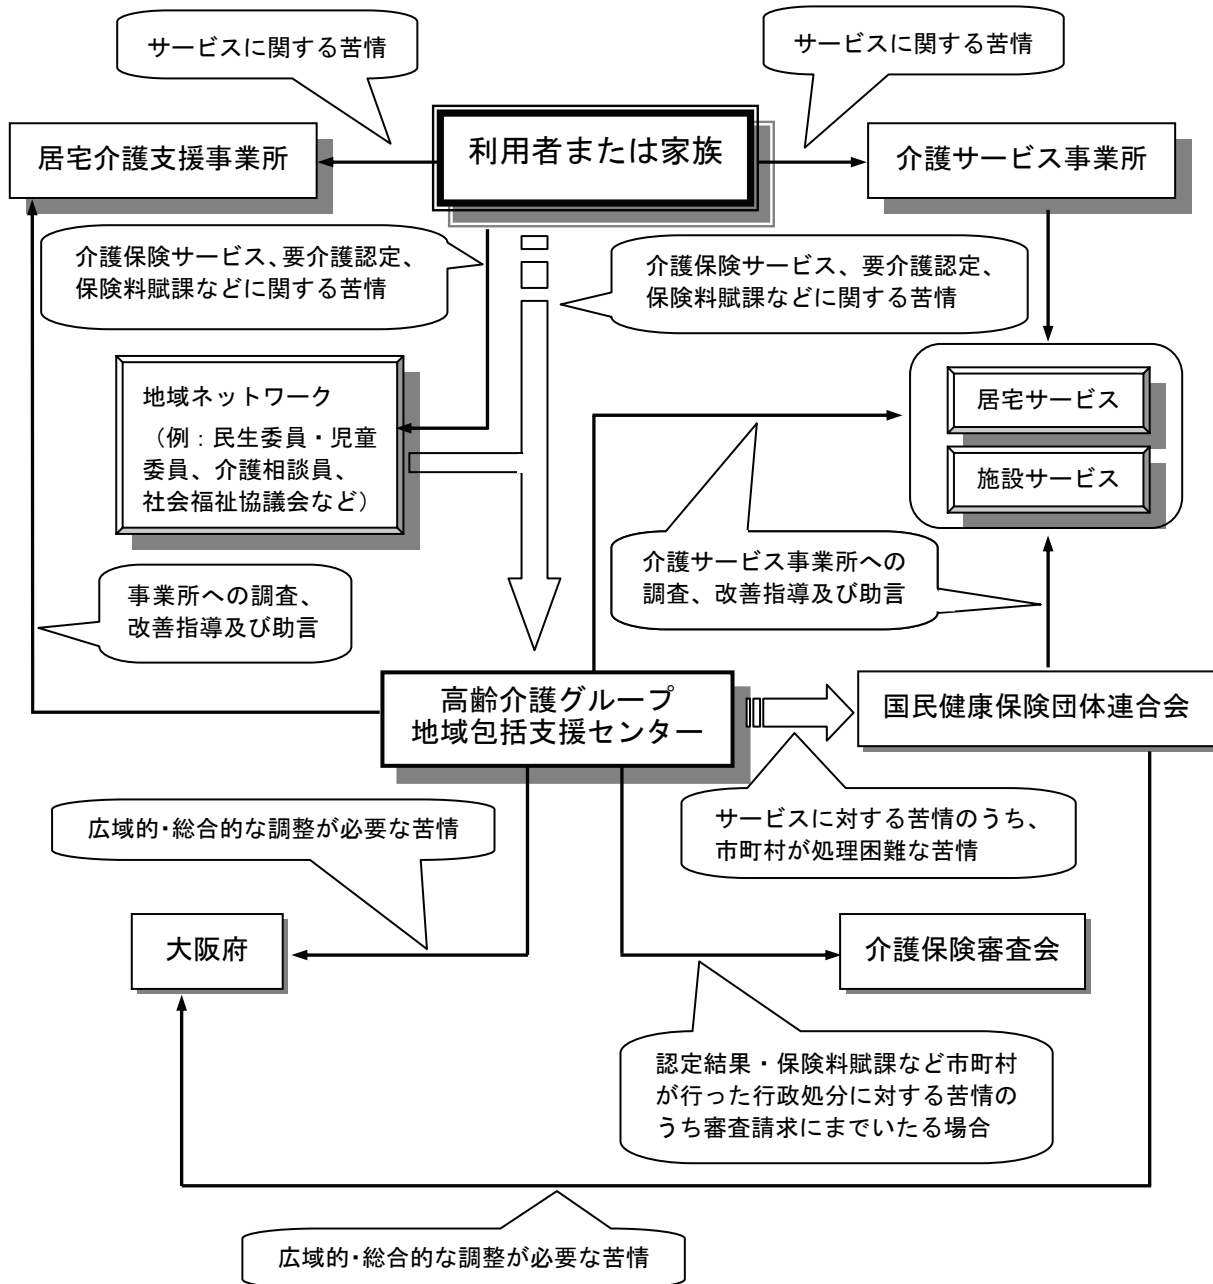 サービスに関する苦情
サービスに関する苦情
居宅介護支援事業所
利用者または家族
介護サービス事業所
介護保険サービス、要介護認定、
保険料賦課などに関する苦情
介護保険サービス、要介護認定、
保険料賦課などに関する苦情
地域ネットワーク
（例：民生委員・児童
委員、介護相談員、
社会福祉協議会など）
居宅サービス
施設サービス
事業所への調査、
改善指導及び助言
介護サービス事業所への
調査、改善指導及び助言
高齢介護グループ
地域包括支援センター
国民健康保険団体連合会
広域的・総合的な調整が必要な苦情
サービスに対する苦情のうち、
市町村が処理困難な苦情
大阪府
介護保険審査会
認定結果・保険料賦課など市町村
が行った行政処分に対する苦情の
うち審査請求にまでいたる場合
広域的・総合的な調整が必要な苦情